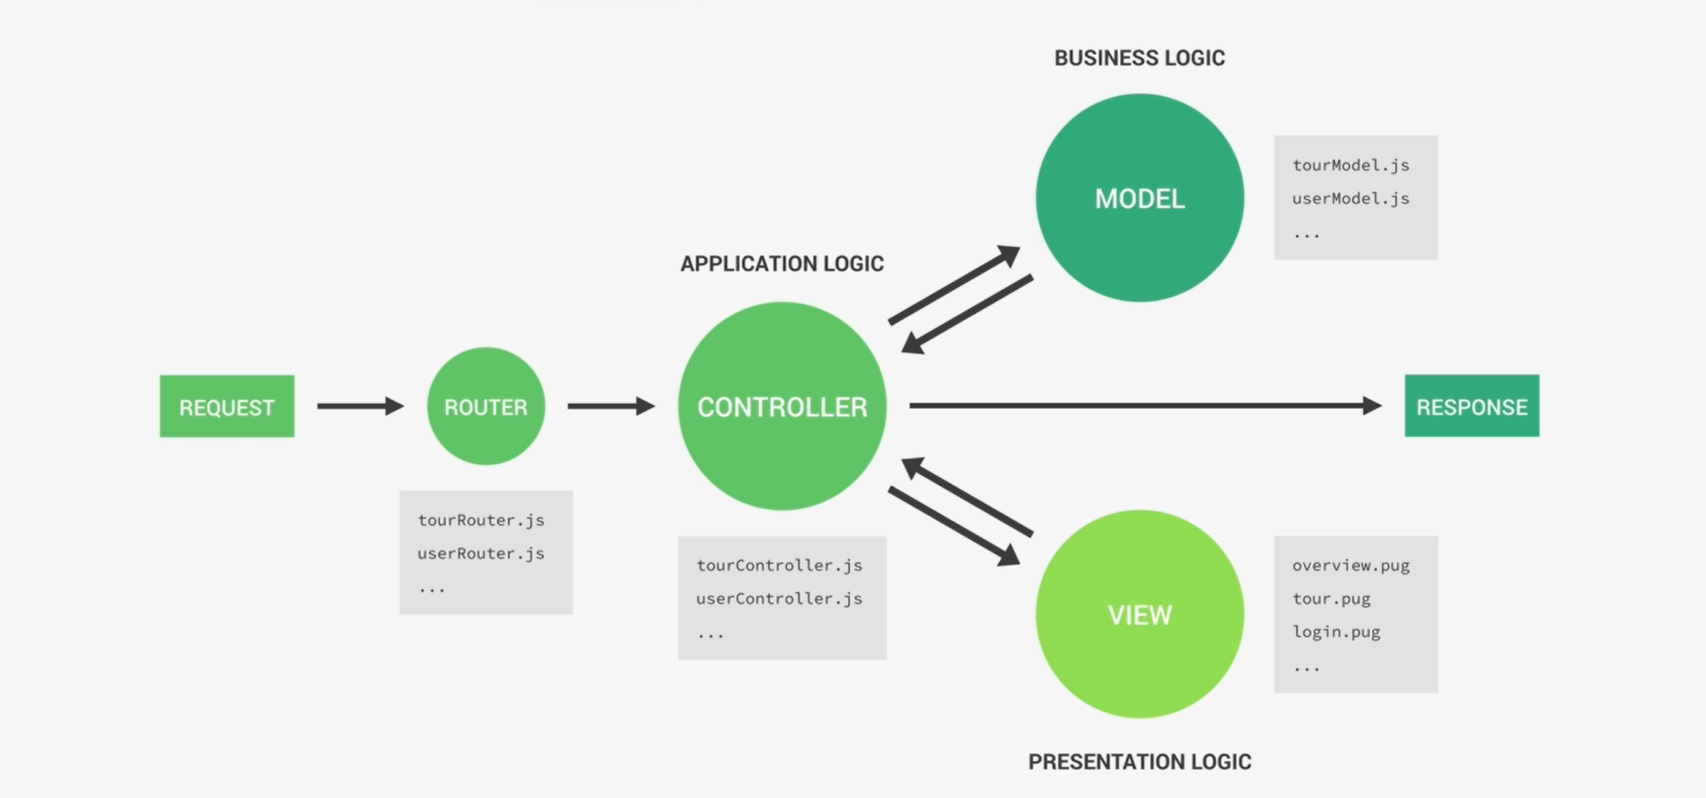 BUSINESS LOGIC
MODEL
tourModel.js
userModel.js
...
APPLICATION LOGIC
REQUEST
ROUTER
CONTROLLER
RESPONSE
tourRouter.js
userRouter.js
...
tourController.js
userController.js
...
VIEW
overview.pug
tour.pug
login.pug
...
PRESENTATION LOGIC